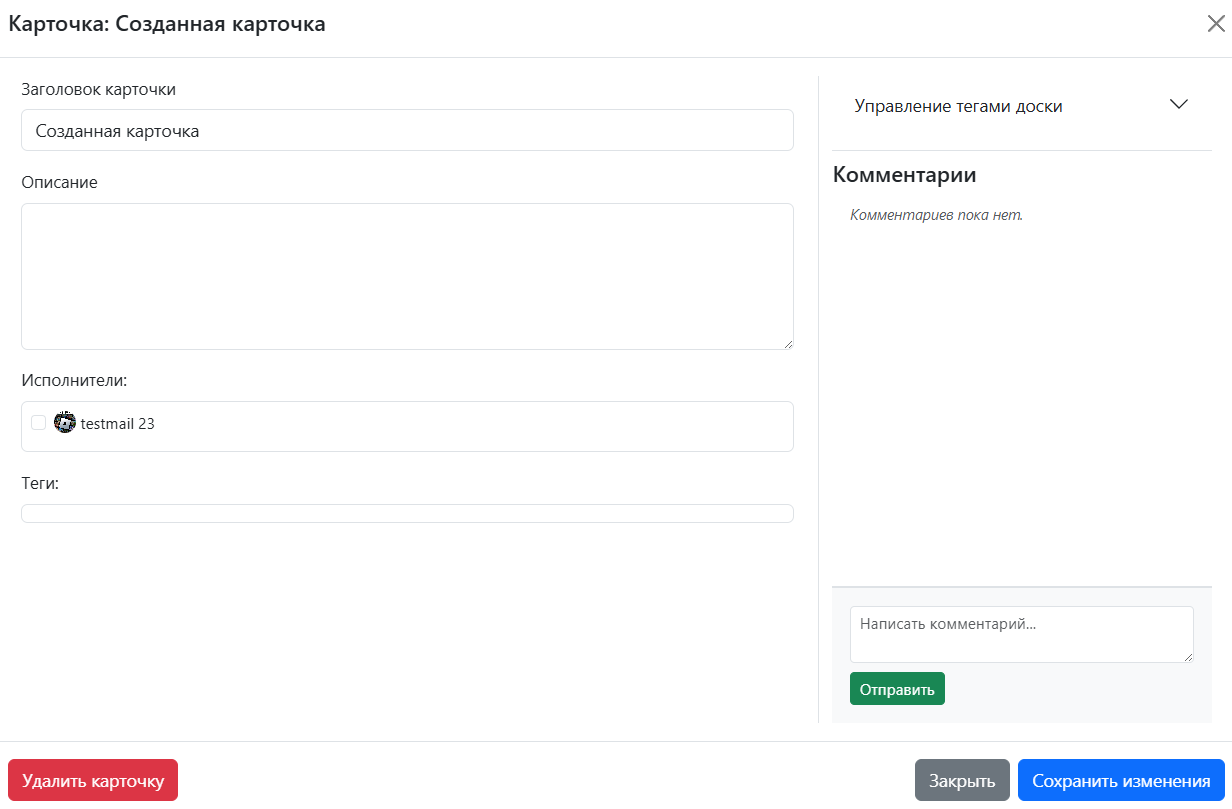 Карточка: Созданная карточка
Заголовок карточки
Созданная карточка
Описание
Исполнители:
testmail 23
Теги:
Управление тегами доски
Комментарии
Комментариев пока нет.
Написать комментарий...
Отправить
Удалить карточку
Закрыть
Сохранить изменения